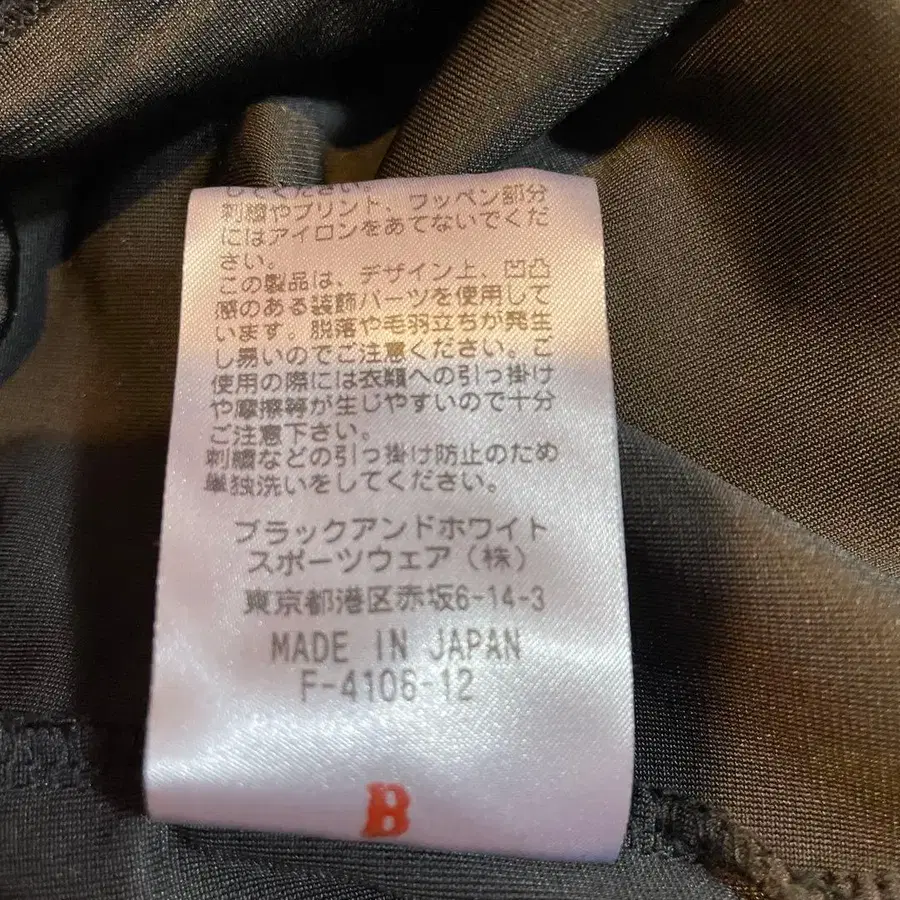 してください。
刺繍やプリント、ワッペン部分
にはアイロンをあてないでくだ
さい。
この製品は、デザイン上、凹凸
感のある装飾パーツを使用して
います。脱落や毛羽立ちが発生
し易いのでご注意ください。ご
使用の際には衣類への引っ掛け
や摩擦等が生じやすいので十分
ご注意下さい。
刺繍などの引っ掛け防止のため
単独洗いをしてください。
ブラックアンドホワイト
スポーツウェア(株)
東京都港区赤坂6-14-3
MADE IN JAPAN
F-4106-12
B